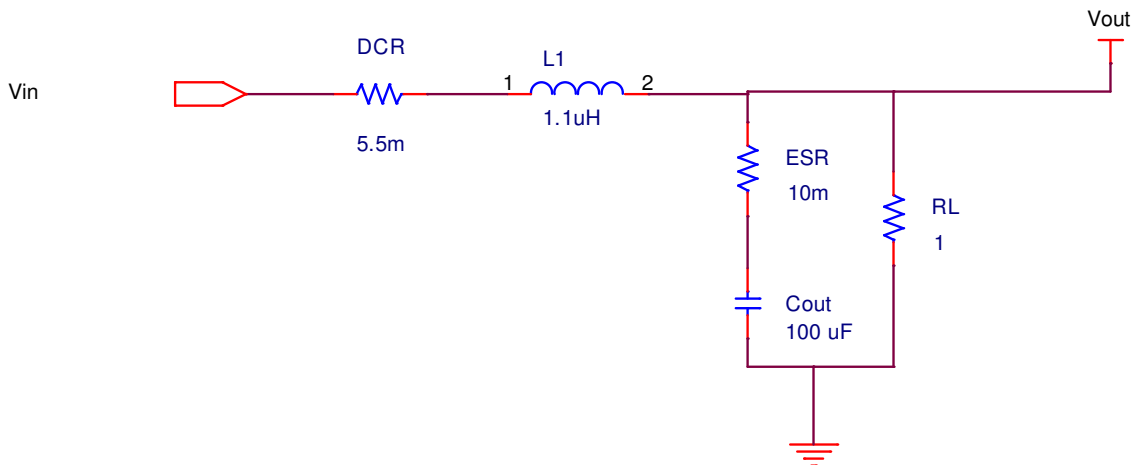 Vout
DCR
L1
Vin
1
2
1.1uH
5.5m
ESR
10m
RL
1
Cout
100 uF